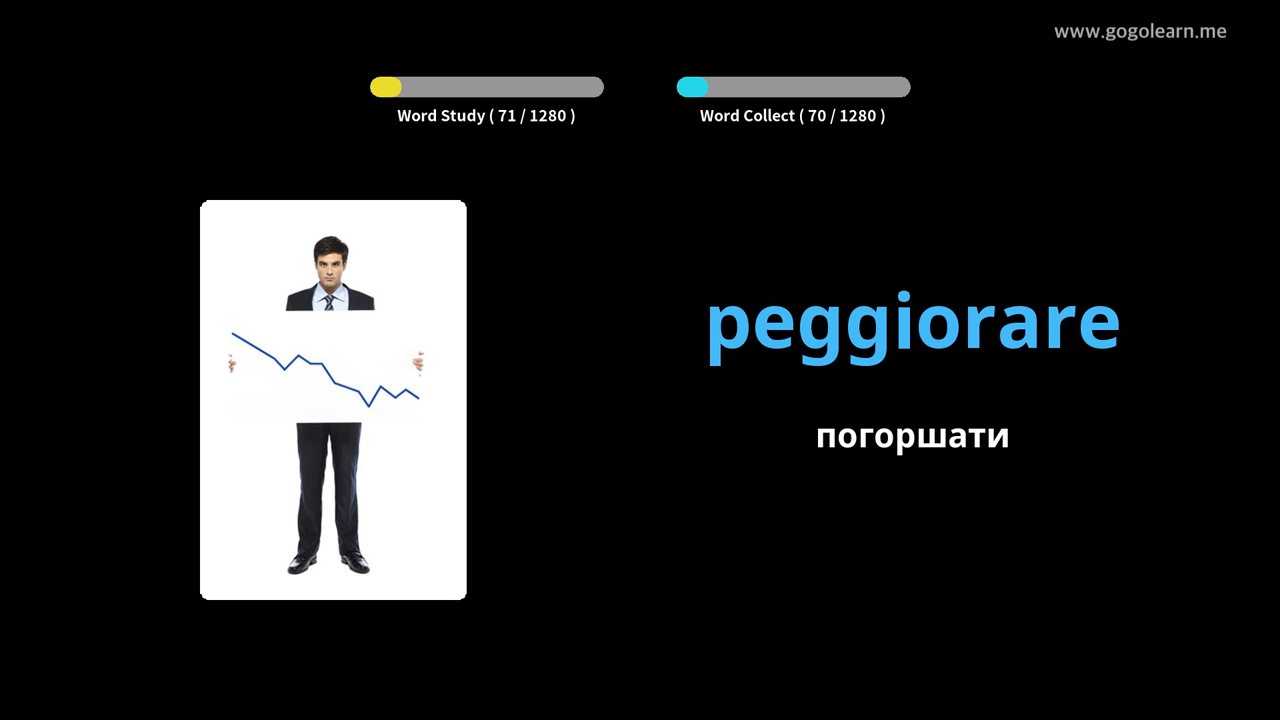 www.gogolearn.me
Word Study ( 71 / 1280 )
Word Collect ( 70 / 1280 )
peggiorare
погоршати